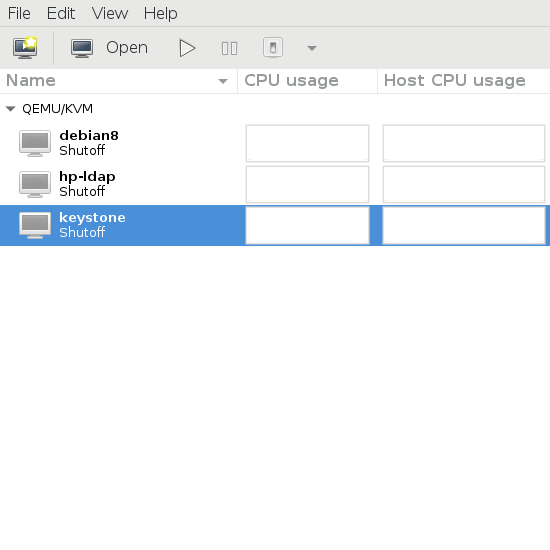 File Edit View Help
Open
Name CPU usage Host CPU usage
QEMU/KVM
debian8
Shutoff
hp-ldap
Shutoff
keystone
Shutoff